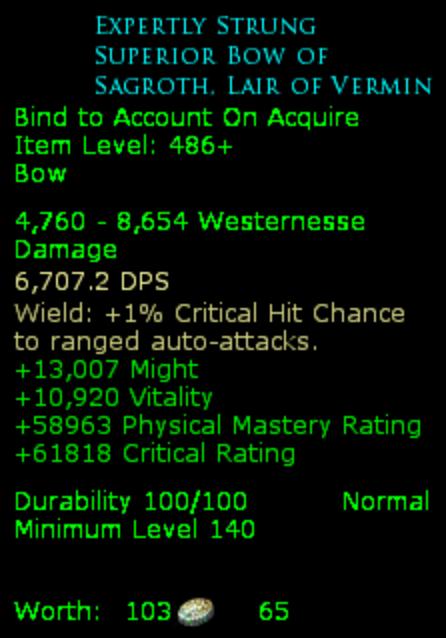 Expertly Strung
Superior Bow of
Sagroth, Lair of Vermin
Bind to Account On Acquire
Item Level: 486+
Bow
4,760 - 8,654 Westernesse
Damage
6,707.2 DPS
Wield: +1% Critical Hit Chance
to ranged auto-attacks.
+13,007 Might
+10,920 Vitality
+58963 Physical Mastery Rating
+61818 Critical Rating
Durability 100/100 Normal
Minimum Level 140
Worth: 103 65